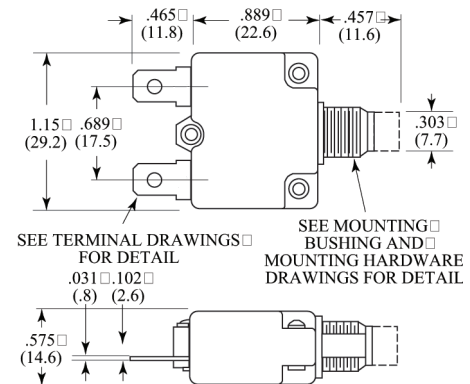 .465□ .889□ .457□
(11.8) (22.6) (11.6)
1.15□ .689□ .303□
(29.2) (17.5) (7.7)
SEE TERMINAL DRAWINGS□
FOR DETAIL
SEE MOUNTING□
BUSHING AND□
MOUNTING HARDWARE
DRAWINGS FOR DETAIL
.031□ .102□
(.8) (2.6)
.575□
(14.6)